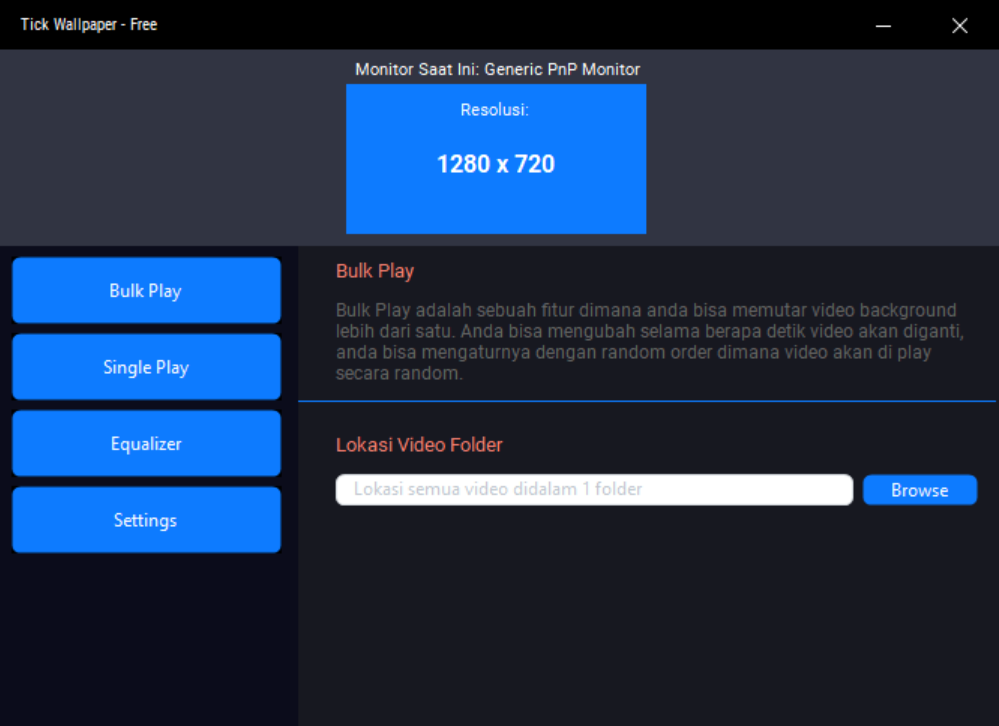 Tick Wallpaper - Free
Monitor Saat Ini: Generic PnP Monitor
Resolusi:
1280 x 720
Bulk Play
Single Play
Equalizer
Settings
Bulk Play
Bulk Play adalah sebuah fitur dimana anda bisa memutar video background
lebih dari satu. Anda bisa mengubah selama berapa detik video akan diganti,
anda bisa mengaturnya dengan random order dimana video akan di play
secara random.
Lokasi Video Folder
Lokasi semua video didalam 1 folder
Browse